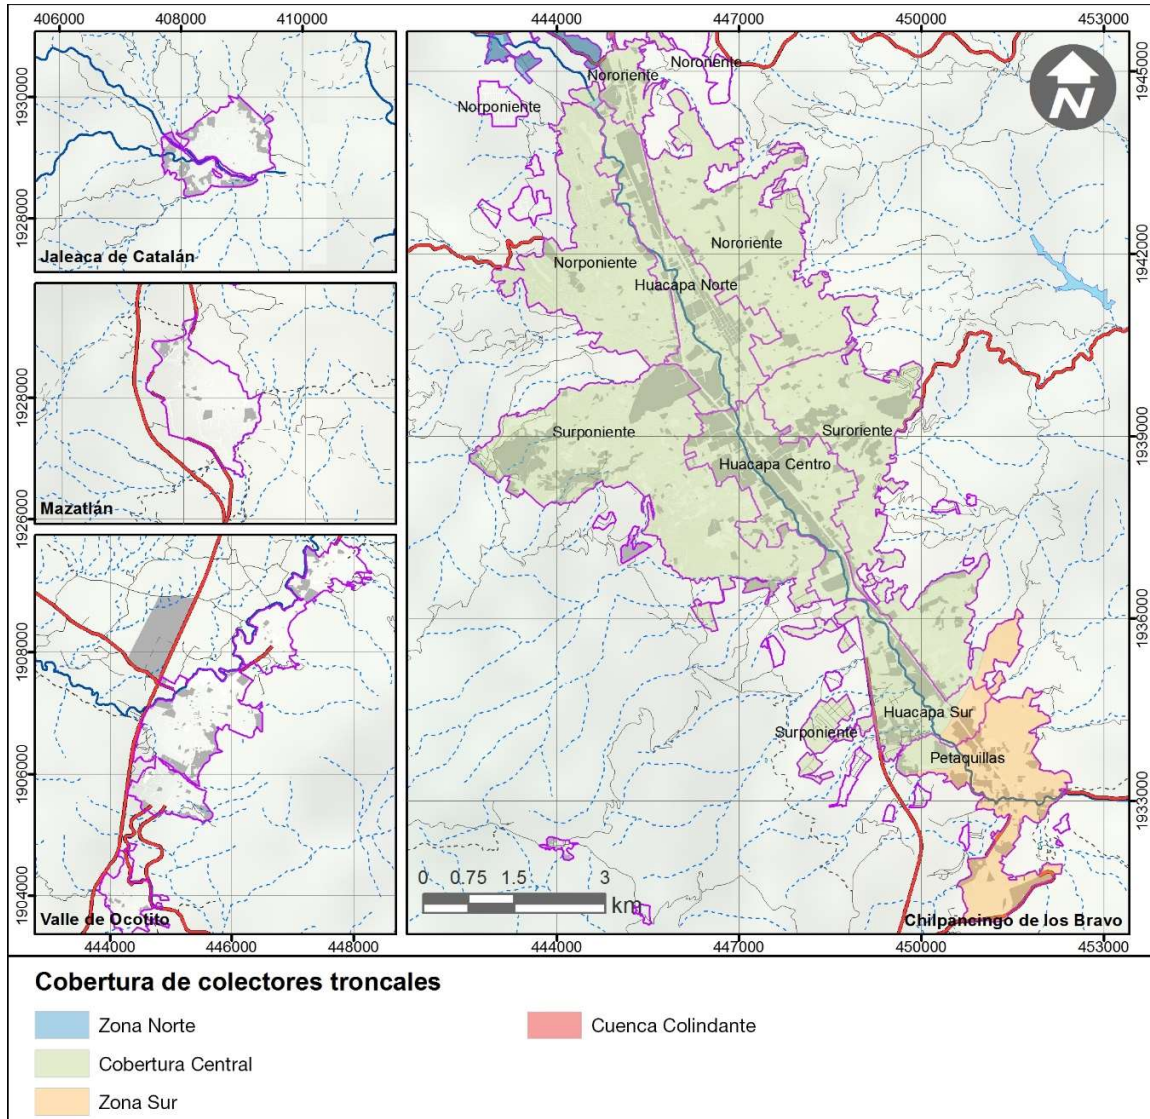 406000 408000 410000
444000 447000 450000 453000
1930000
1928000
Jaleaca de Catalán
1928000
1926000
Mazatlán
1908000
1906000
1904000
Valle de Ocotito
444000 446000 448000
Nororiente
Nororiente
Norponiente
N
Nororiente
Norponiente
Huacapa Norte
Surponiente
Suroriente
Huacapa Centro
Huacapa Sur
Surponiente
Petaquillas
1945000
1942000
1939000
1936000
1933000
0 0.75 1.5 3
km
Chilpancingo de los Bravo
444000 447000 450000 453000
Cobertura de colectores troncales
Zona Norte
Cuenca Colindante
Cobertura Central
Zona Sur